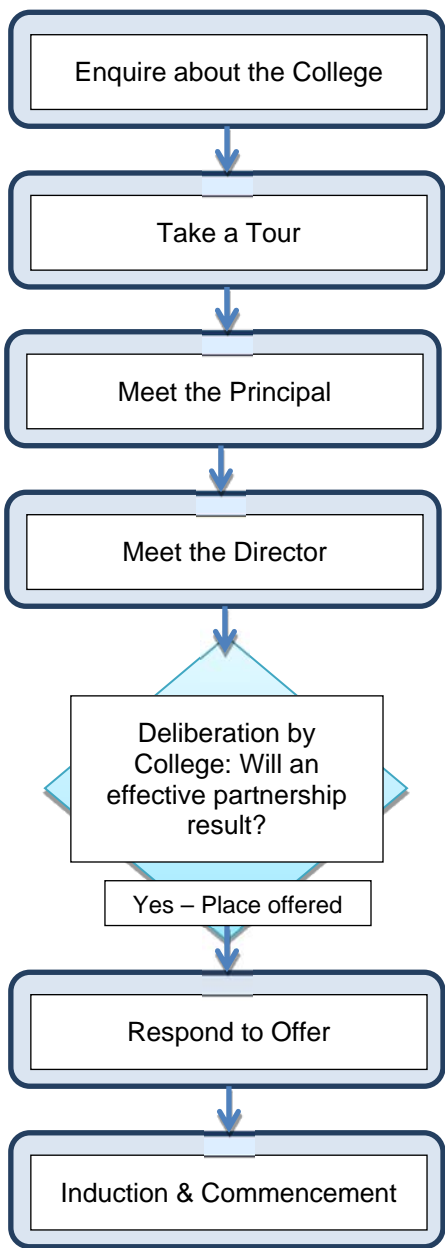 Enquire about the College
Take a Tour
Meet the Principal
Meet the Director
Deliberation by
College: Will an
effective partnership
result?
Yes – Place offered
Respond to Offer
Induction & Commencement